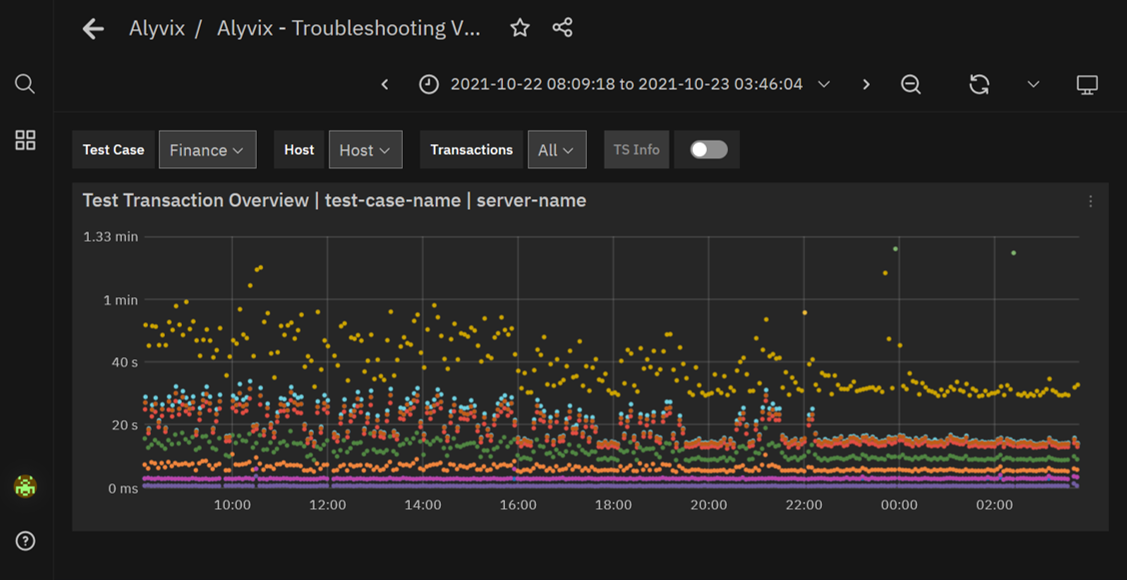 Alyvix / Alyvix - Troubleshooting V...
2021-10-22 08:09:18 to 2021-10-23 03:46:04
Test Case Finance Host Host Transactions All TS Info
Test Transaction Overview | test-case-name | server-name
1.33 min
1 min
40 s
20 s
0 ms
10:00 12:00 14:00 16:00 18:00 20:00 22:00 00:00 02:00